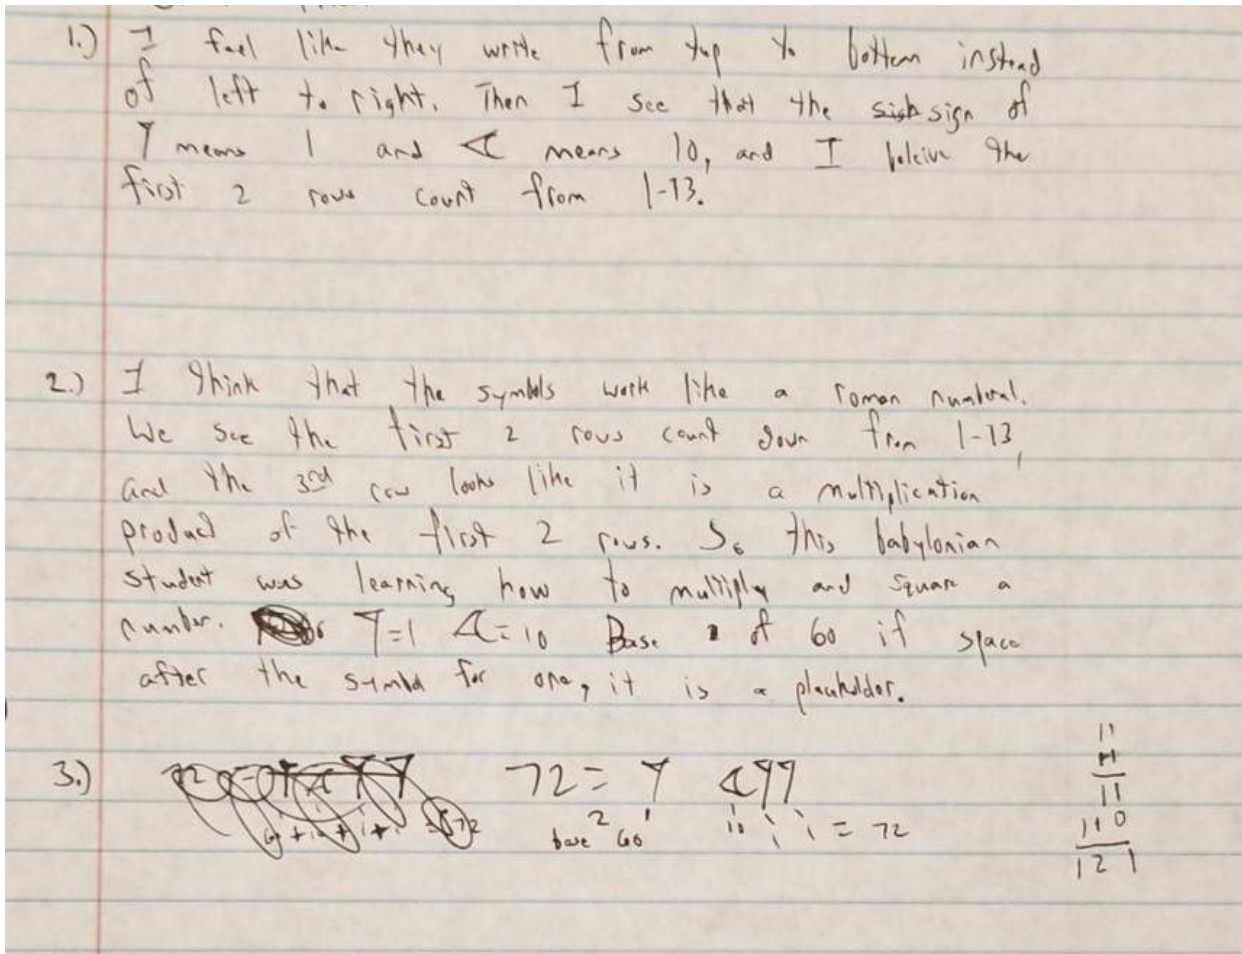 1.) I feel like they write from top to bottom instead
of left to right. Then I see that the sign of
𒁹 means 1 and 𒌋 means 10, and I beleive the
first 2 rows count from 1-13.
2.) I think that the symbols work like a roman numberal.
We see the first 2 rows count down from 1-13,
and the 3rd row looks like it is a multiplication
product of the first 2 rows. So this babylonian
student was learning how to multiply and square a
number. 𒁹=1 𒌋=10 Base of 60 if space
after the symbol for one, it is a placeholder.
3.) 72 = 𒁹 𒌋𒁹𒁹
base 60 10 1 1 = 72
11
11
11
110
121